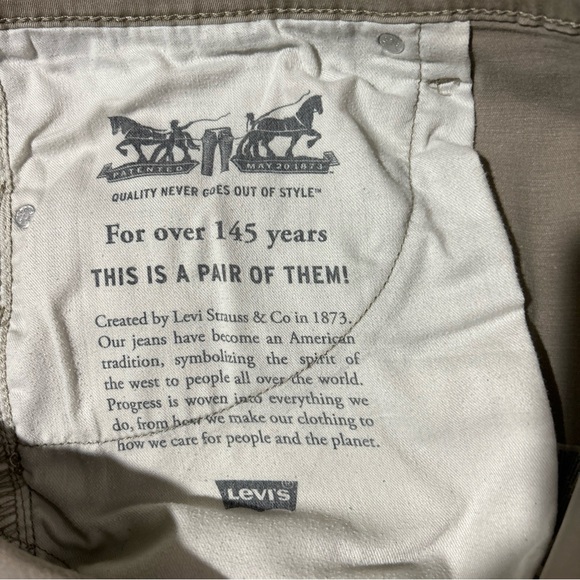 PATENTED MAY 20 1873
QUALITY NEVER GOES OUT OF STYLE™
For over 145 years
THIS IS A PAIR OF THEM!
Created by Levi Strauss & Co in 1873.
Our jeans have become an American
tradition, symbolizing the spirit of
the west to people all over the world.
Progress is woven into everything we
do, from how we make our clothing to
how we care for people and the planet.
LEVI'S